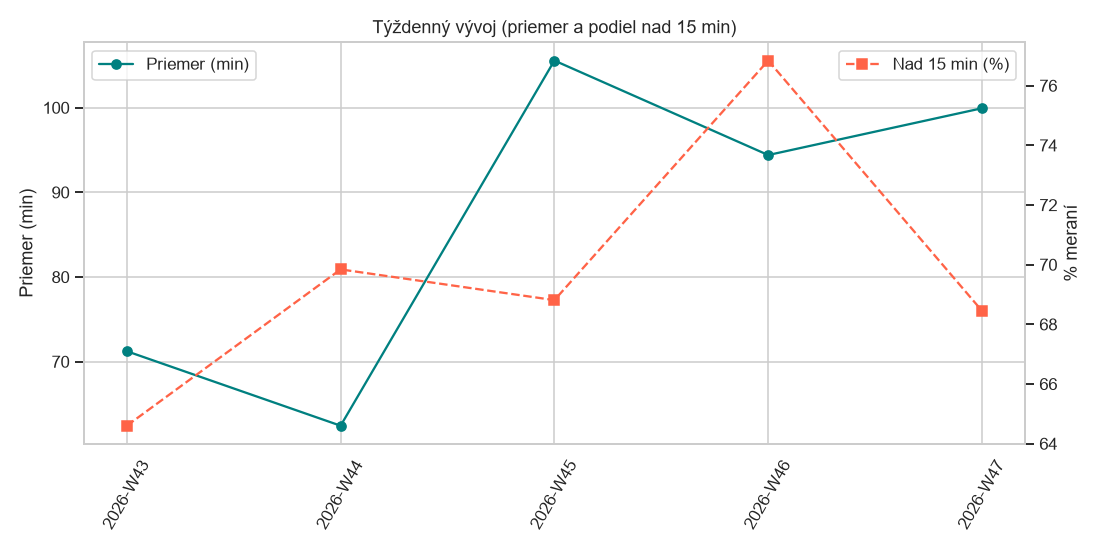 Týždenný vývoj (priemer a podiel nad 15 min)
Priemer (min)
Nad 15 min (%)
Priemer (min)
100
90
80
70
% meraní
76
74
72
70
68
66
64
2026-W43
2026-W44
2026-W45
2026-W46
2026-W47